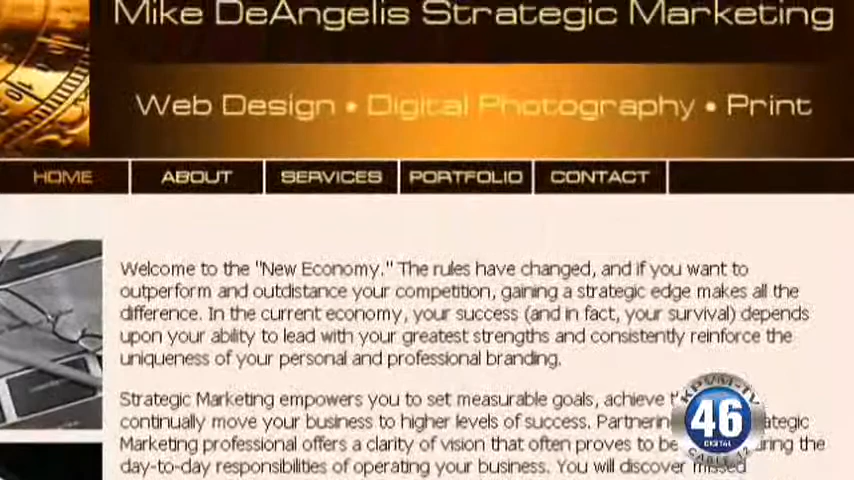 Mike DeAngelis Strategic Marketing
Web Design • Digital Photography • Print
HOME ABOUT SERVICES PORTFOLIO CONTACT
Welcome to the "New Economy." The rules have changed, and if you want to
outperform and outdistance your competition, gaining a strategic edge makes all the
difference. In the current economy, your success (and in fact, your survival) depends
upon your ability to lead with your greatest strengths and consistently reinforce the
uniqueness of your personal and professional branding.
Strategic Marketing empowers you to set measurable goals, achieve
continually move your business to higher levels of success.
Marketing professional offers a clarity of vision that often proves to be the
day-to-day responsibilities of operating your business. You will discover missed
KPVM-TV
46
DIGITAL
CABLE 12
10